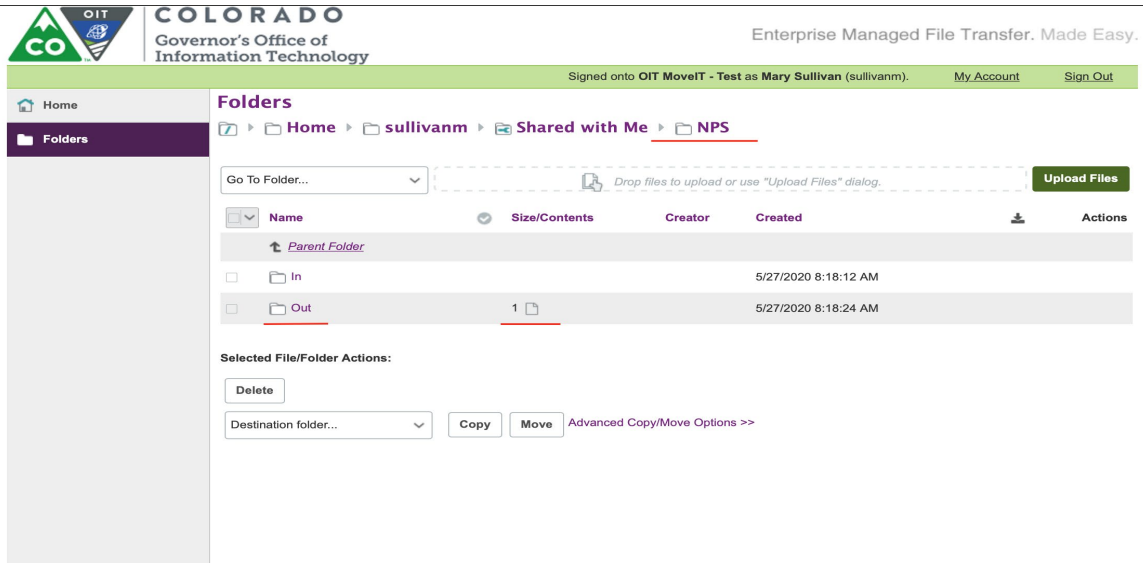 OIT
CO
TM
COLORADO
Governor's Office of
Information Technology
Enterprise Managed File Transfer. Made Easy.
Signed onto OIT MoveIT - Test as Mary Sullivan (sullivanm). My Account Sign Out
Home
Folders
Folders
Home sullivanm Shared with Me NPS
Go To Folder... Drop files to upload or use "Upload Files" dialog. Upload Files
Name Size/Contents Creator Created Actions
Parent Folder
In 5/27/2020 8:18:12 AM
Out 1 5/27/2020 8:18:24 AM
Selected File/Folder Actions:
Delete
Destination folder... Copy Move Advanced Copy/Move Options >>